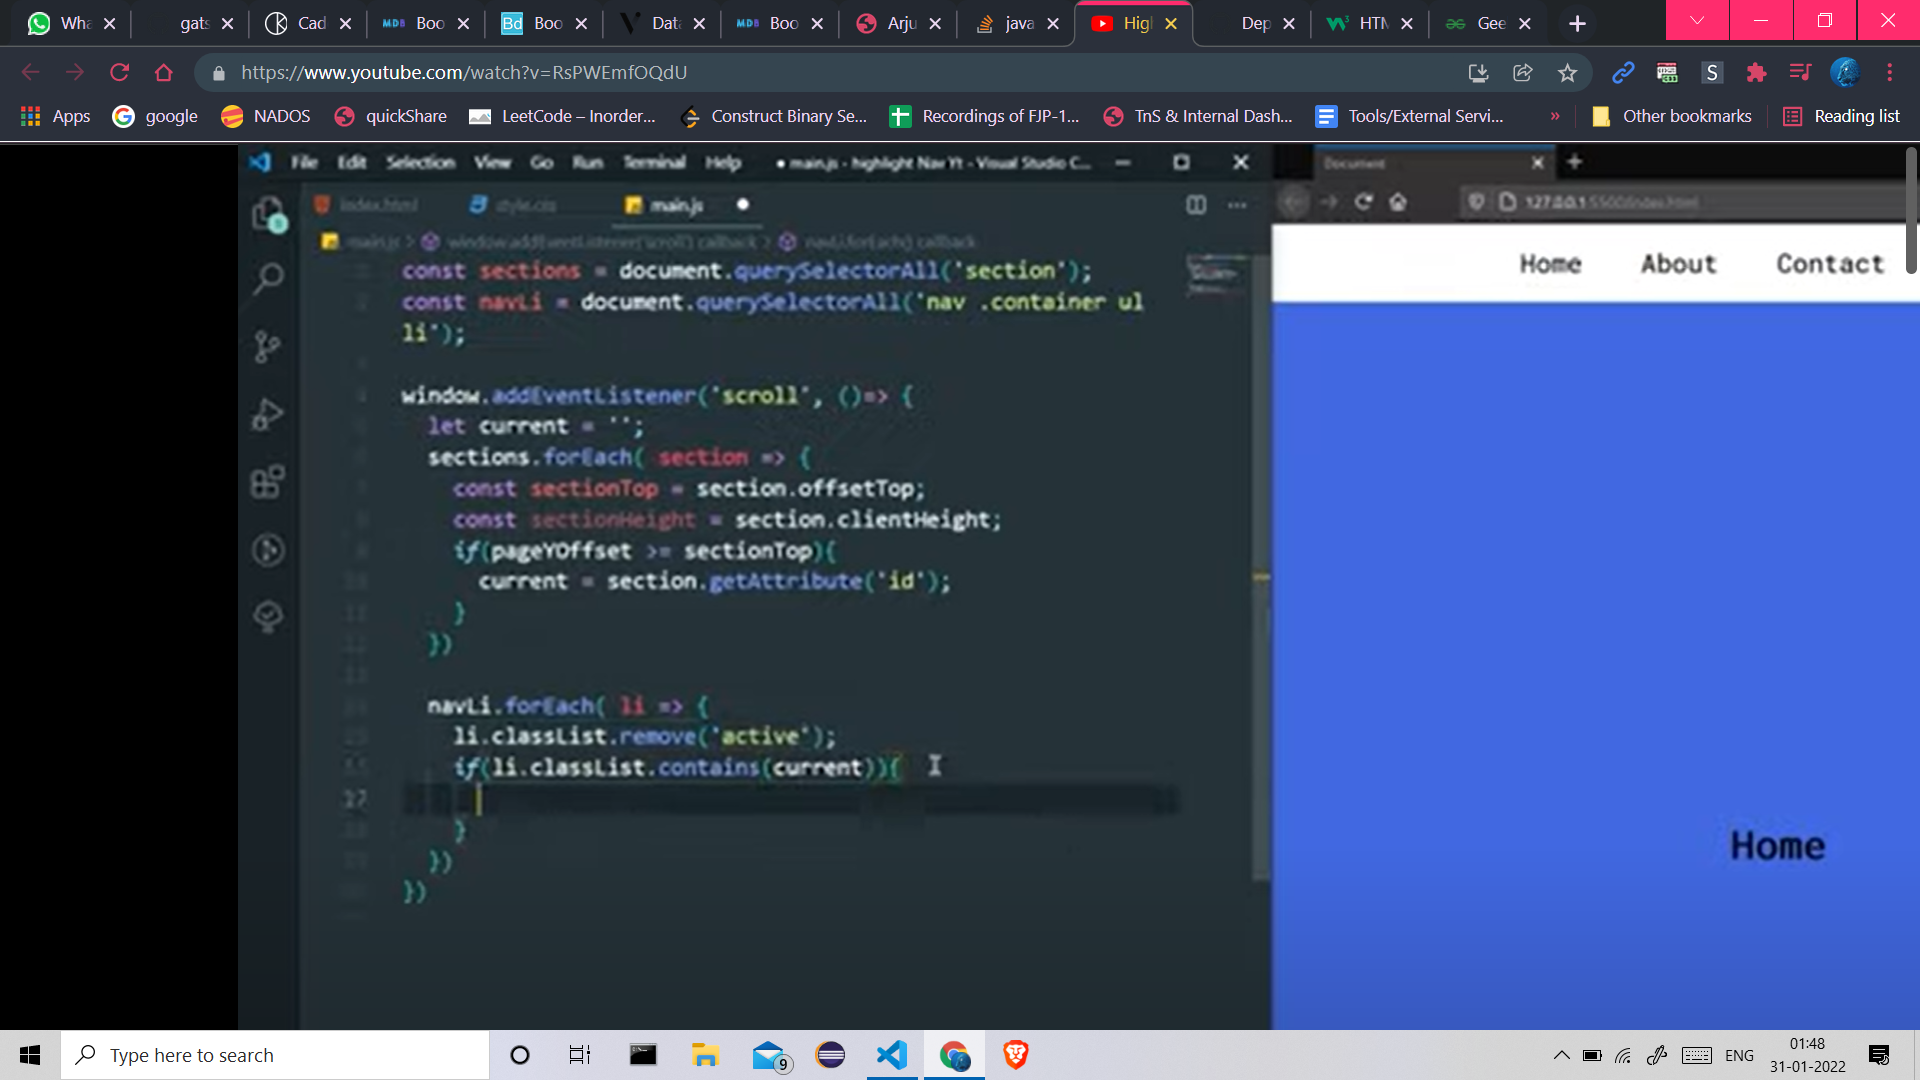 Wha
gats
Cad
Boo
Boo
Data
Boo
Arju
java
High
Dep
HTM
Gee
https://www.youtube.com/watch?v=RsPWEmfOQdU
Apps
google
NADOS
quickShare
LeetCode – Inorder...
Construct Binary Se...
Recordings of FJP-1...
TnS & Internal Dash...
Tools/External Servi...
»
Other bookmarks
Reading list
File Edit Selection View Go Run Terminal Help
● main.js - highlight Nav Yt - Visual Studio C...
Document
index.html
style.css
main.js
127.0.0.1:5500/index.html
main.js > window.addEventListener('scroll') callback > navLi.forEach() callback
Home
About
Contact
const sections = document.querySelectorAll('section');
const navLi = document.querySelectorAll('nav .container ul
li');
window.addEventListener('scroll', ()=> {
let current = '';
sections.forEach( section => {
const sectionTop = section.offsetTop;
const sectionHeight = section.clientHeight;
if(pageYOffset >= sectionTop){
current = section.getAttribute('id');
}
})
navLi.forEach( li => {
li.classList.remove('active');
if(li.classList.contains(current)){
17
}
})
})
Home
Type here to search
9
ENG
01:48
31-01-2022